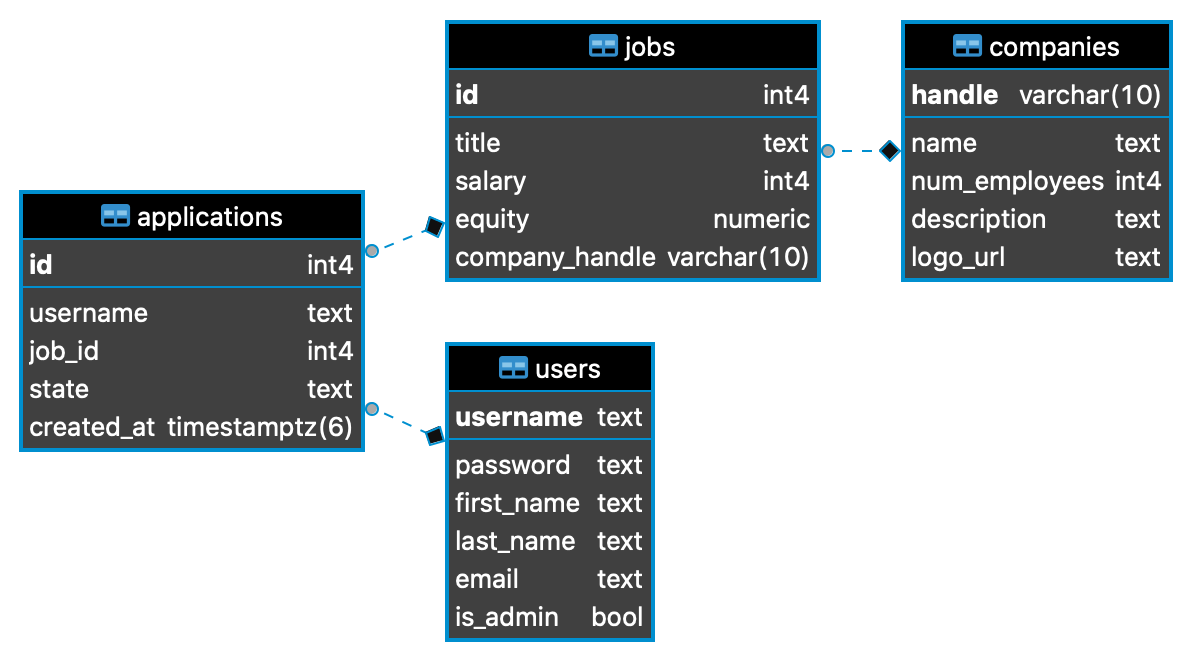 jobs
id int4
title text
salary int4
equity numeric
company_handle varchar(10)
companies
handle varchar(10)
name text
num_employees int4
description text
logo_url text
applications
id int4
username text
job_id int4
state text
created_at timestamptz(6)
users
username text
password text
first_name text
last_name text
email text
is_admin bool